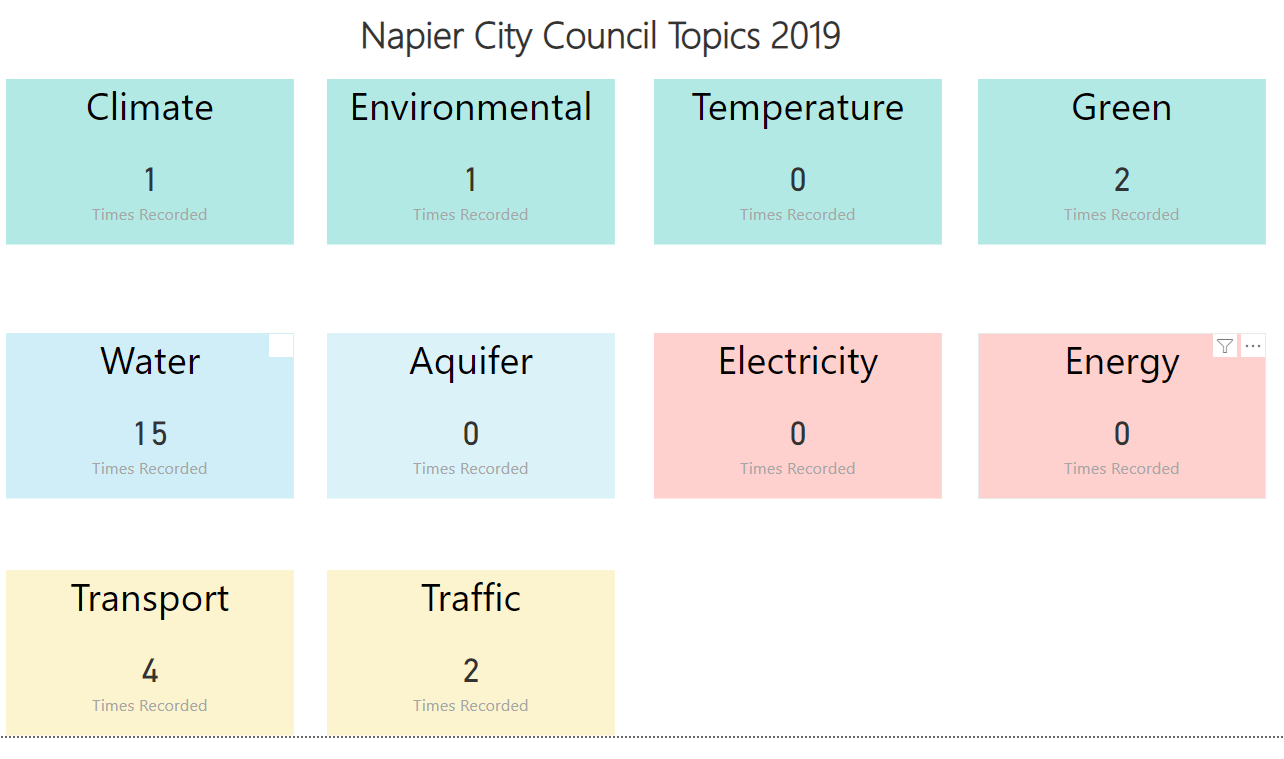 Napier City Council Topics 2019
Climate
1
Times Recorded
Environmental
1
Times Recorded
Temperature
0
Times Recorded
Green
2
Times Recorded
Water
15
Times Recorded
Aquifer
0
Times Recorded
Electricity
0
Times Recorded
Energy
0
Times Recorded
Transport
4
Times Recorded
Traffic
2
Times Recorded